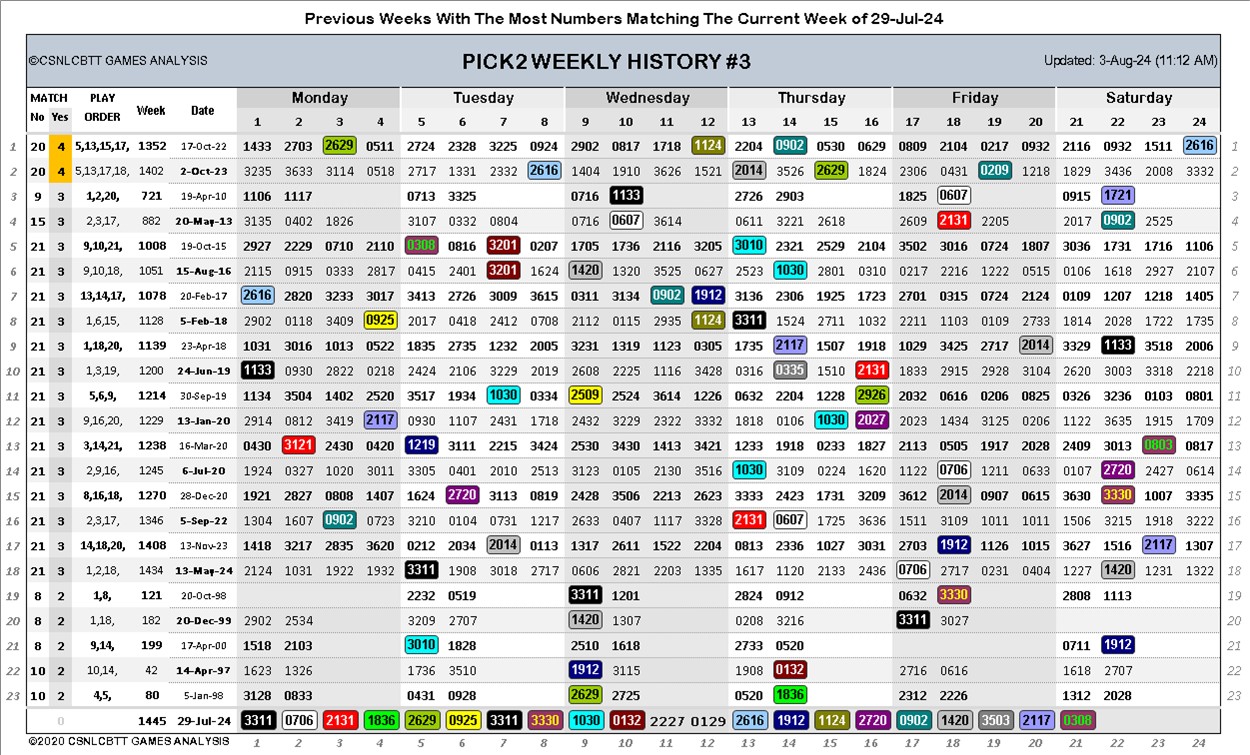 Previous Weeks With The Most Numbers Matching The Current Week of 29-Jul-24
©CSNLCBTT GAMES ANALYSIS PICK2 WEEKLY HISTORY #3 Updated: 3-Aug-24 (11:12 AM)
MATCH PLAY Week Date Monday Tuesday Wednesday Thursday Friday Saturday
No Yes ORDER 1 2 3 4 5 6 7 8 9 10 11 12 13 14 15 16 17 18 19 20 21 22 23 24
1 20 4 5,13,15,17, 1352 17-Oct-22 1433 2703 2629 0511 2724 2328 3225 0924 2902 0817 1718 1124 2204 0902 0530 0629 0809 2104 0217 0932 2116 0932 1511 2616 1
2 20 4 5,13,17,18, 1402 2-Oct-23 3235 3633 3114 0518 2717 1331 2332 2616 1404 1910 3626 1521 2014 3526 2629 1824 2306 0431 0209 1218 1829 3436 2008 3332 2
3 9 3 1,2,20, 721 19-Apr-10 1106 1117 0713 3325 0716 1133 2726 2903 1825 0607 0915 1721 3
4 15 3 2,3,17, 882 20-May-13 3135 0402 1826 3107 0332 0804 0716 0607 3614 0611 3221 2618 2609 2131 2205 2017 0902 2525 4
5 21 3 9,10,21, 1008 19-Oct-15 2927 2229 0710 2110 0308 0816 3201 0207 1705 1736 2116 3205 3010 2321 2529 2104 3502 3016 0724 1807 3036 1731 1716 1106 5
6 21 3 9,10,18, 1051 15-Aug-16 2115 0915 0333 2817 0415 2401 3201 1624 1420 1320 3525 0627 2523 1030 2801 0310 0217 2216 1222 0515 0106 1618 2927 2107 6
7 21 3 13,14,17, 1078 20-Feb-17 2616 2820 3233 3017 3413 2726 3009 3615 0311 3134 0902 1912 3136 2306 1925 1723 2701 0315 0724 2124 0109 1207 1218 1405 7
8 21 3 1,6,15, 1128 5-Feb-18 2902 0118 3409 0925 2017 0418 2412 0708 2112 0115 2935 1124 3311 1524 2711 1032 2211 1103 0109 2733 1814 2028 1722 1735 8
9 21 3 1,18,20, 1139 23-Apr-18 1031 3016 1013 0522 1835 2735 1232 2005 3231 1319 1123 0305 1735 2117 1507 1918 1029 3425 2717 2014 3329 1133 3518 2006 9
10 21 3 1,3,19, 1200 24-Jun-19 1133 0930 2822 0218 2424 2106 3229 2019 2608 2225 1116 3428 0316 0335 1510 2131 1833 2915 2928 3104 2620 3003 3318 2218 10
11 21 3 5,6,9, 1214 30-Sep-19 1134 3504 1402 2520 3517 1934 1030 0334 2509 2524 3614 1226 0632 2204 1228 2926 2032 0616 0206 0825 0326 3236 0103 0801 11
12 21 3 9,16,20, 1229 13-Jan-20 2914 0812 3419 2117 0930 1107 2431 1718 2432 3229 2322 3332 1818 0106 1030 2027 2023 1434 3125 0206 1122 3635 1915 1709 12
13 21 3 3,14,21, 1238 16-Mar-20 0430 3121 2430 0420 1219 3111 2215 3424 2530 3430 1413 3421 1233 1918 0233 1827 2113 0505 1917 2028 2409 3013 0803 0817 13
14 21 3 2,9,16, 1245 6-Jul-20 1924 0327 1020 3011 3305 0401 2010 2513 3123 0105 2130 3516 1030 3109 0224 1620 1122 0706 1211 0633 0107 2720 2427 0614 14
15 21 3 8,16,18, 1270 28-Dec-20 1921 2827 0808 1407 1624 2720 3113 0819 2428 3506 2213 2623 3333 2423 1731 3209 3612 2014 0907 0615 3630 3330 1007 3335 15
16 21 3 2,3,17, 1346 5-Sep-22 1304 1607 0902 0723 3210 0104 0731 1217 2633 0407 1117 3328 2131 0607 1725 3636 1511 3109 1011 1011 1506 3215 1918 3222 16
17 21 3 14,18,20, 1408 13-Nov-23 1418 3217 2835 3620 0212 2034 2014 0113 1317 2611 1522 2204 0813 2336 1027 3031 2703 1912 1126 1015 3627 1516 2117 1307 17
18 21 3 1,2,18, 1434 13-May-24 2124 1031 1922 1932 3311 1908 3018 2717 0606 2821 2203 1335 1617 1120 2133 2436 0706 2717 0231 0404 1227 1420 1231 1322 18
19 8 2 1,8, 121 20-Oct-98 2232 0519 3311 1201 2824 0912 0632 3330 2808 1113 19
20 8 2 1,18, 182 20-Dec-99 2902 2534 3209 2707 1420 1307 0208 3216 3311 3027 20
21 8 2 9,14, 199 17-Apr-00 1518 2103 3010 1828 2510 1618 2733 0520 0711 1912 21
22 10 2 10,14, 42 14-Apr-97 1623 1326 1736 3510 1912 3115 1908 0132 2716 0616 1618 2707 22
23 10 2 4,5, 80 5-Jan-98 3128 0833 0431 0928 2629 2725 0520 1836 2312 2226 1312 2028 23
0 1445 29-Jul-24 3311 0706 2131 1836 2629 0925 3311 3330 1030 0132 2227 0129 2616 1912 1124 2720 0902 1420 3503 2117 0308
©2020 CSNLCBTT GAMES ANALYSIS 1 2 3 4 5 6 7 8 9 10 11 12 13 14 15 16 17 18 19 20 21 22 23 24